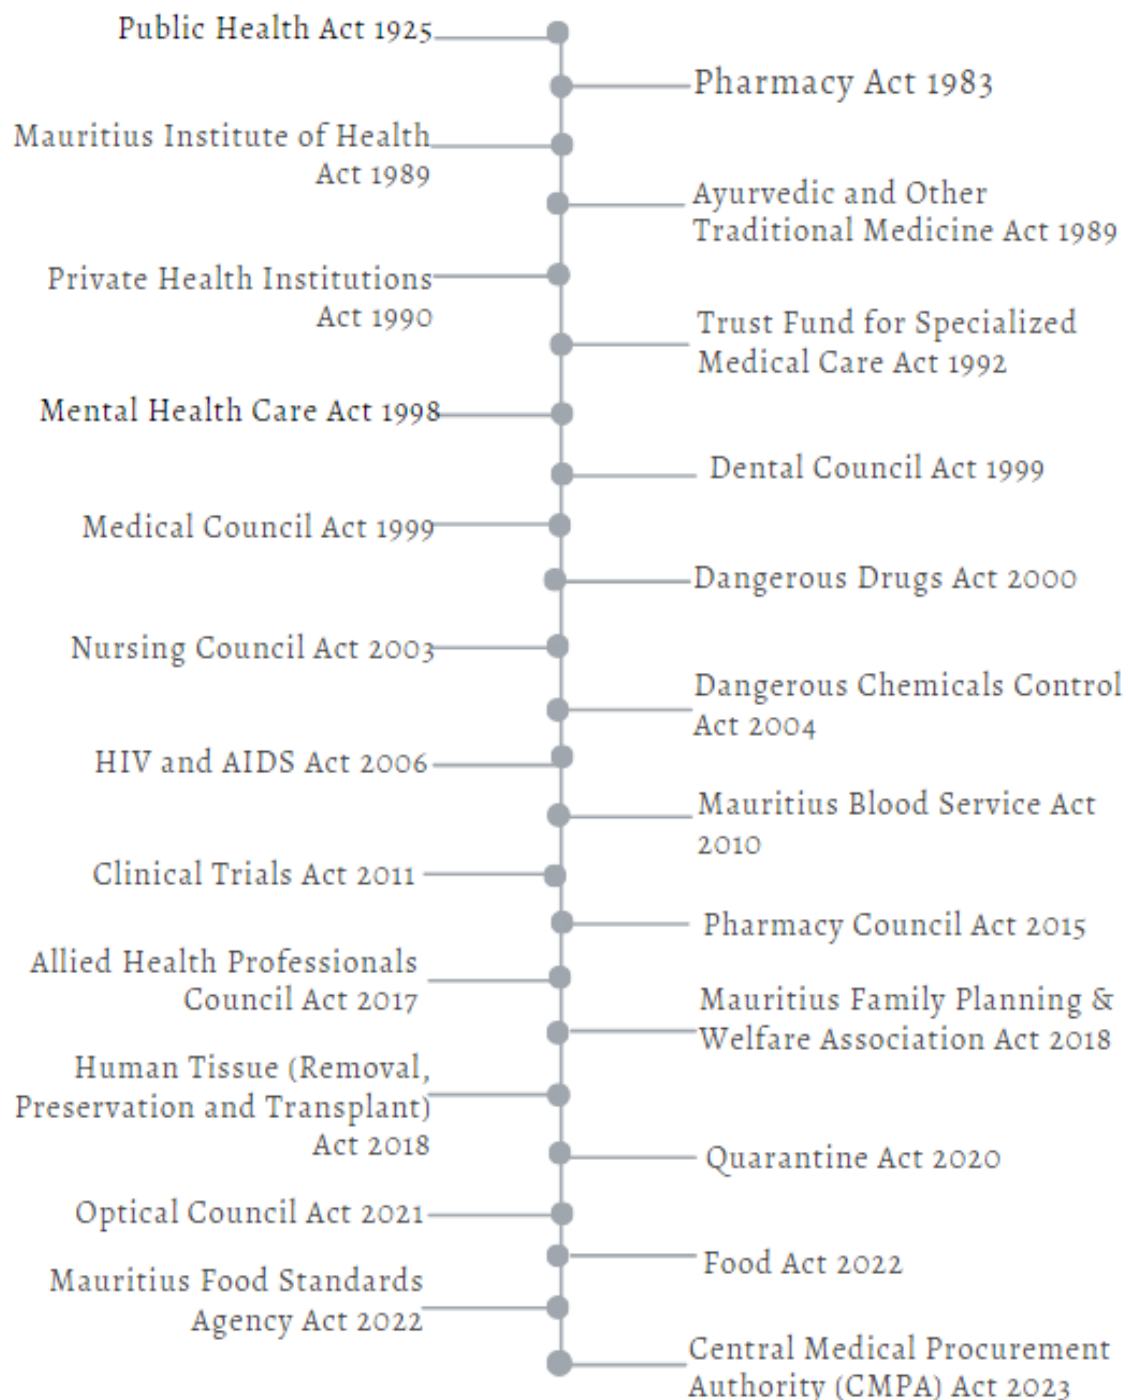 Public Health Act 1925
Pharmacy Act 1983
Mauritius Institute of Health
Act 1989
Ayurvedic and Other
Traditional Medicine Act 1989
Private Health Institutions
Act 1990
Trust Fund for Specialized
Medical Care Act 1992
Mental Health Care Act 1998
Dental Council Act 1999
Medical Council Act 1999
Dangerous Drugs Act 2000
Nursing Council Act 2003
Dangerous Chemicals Control
Act 2004
HIV and AIDS Act 2006
Mauritius Blood Service Act
2010
Clinical Trials Act 2011
Pharmacy Council Act 2015
Allied Health Professionals
Council Act 2017
Mauritius Family Planning &
Welfare Association Act 2018
Human Tissue (Removal,
Preservation and Transplant)
Act 2018
Quarantine Act 2020
Optical Council Act 2021
Food Act 2022
Mauritius Food Standards
Agency Act 2022
Central Medical Procurement
Authority (CMPA) Act 2023